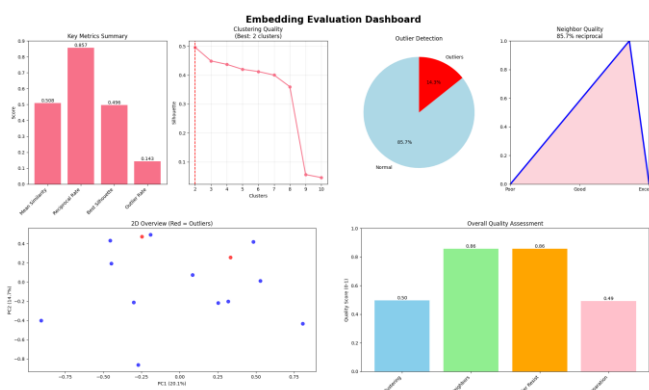 Embedding Evaluation Dashboard
Key Metrics Summary
Score
0.9
0.8
0.7
0.6
0.5
0.4
0.3
0.2
0.1
0.0
0.508
0.857
0.498
0.143
Mean Similarity
Reciprocal Rate
Best Silhouette
Outlier Rate
Clustering Quality
(Best: 2 clusters)
Silhouette
0.5
0.4
0.3
0.2
0.1
2 3 4 5 6 7 8 9 10
Clusters
Outlier Detection
Outliers
85.7%
Normal
Neighbor Quality
85.7% reciprocal
1.0
0.8
0.6
0.4
0.2
0.0
Poor Good Excel
2D Overview (Red = Outliers)
PC2 (14.7%)
0.4
0.2
0.0
−0.2
−0.4
−0.6
−0.8
−0.75 −0.50 −0.25 0.00 0.25 0.50 0.75
PC1 (20.1%)
Overall Quality Assessment
Quality Score (0-1)
1.0
0.8
0.6
0.4
0.2
0.0
0.50
0.86
0.86
0.49